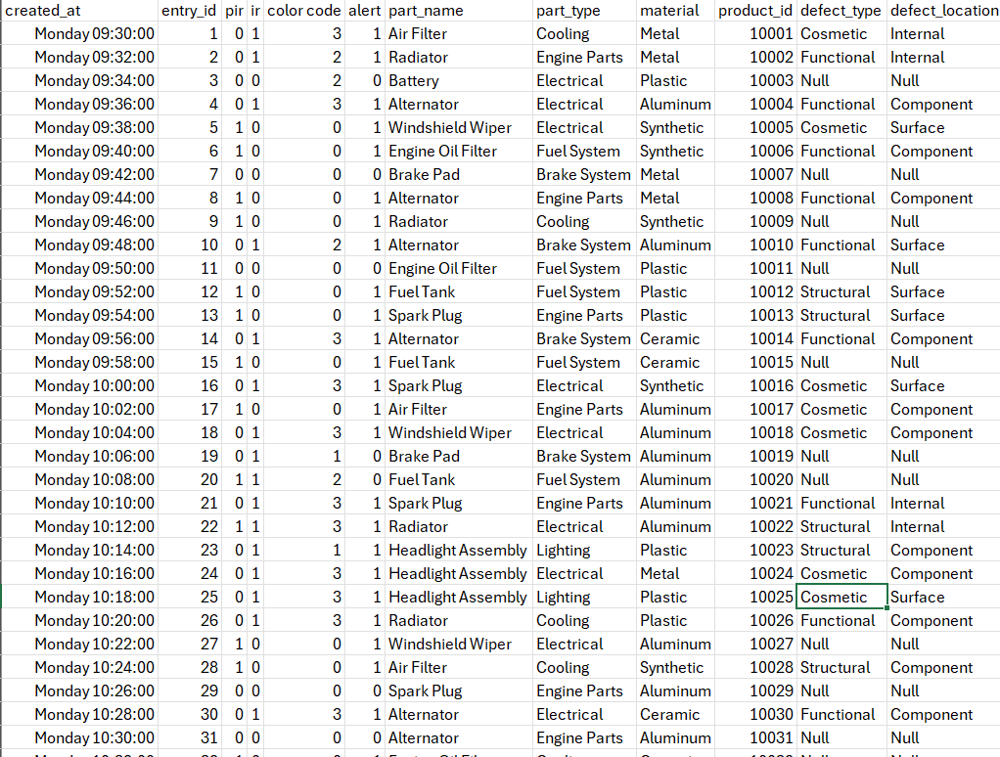 created_at entry_id pir ir color code alert part_name part_type material product_id defect_type defect_location
Monday 09:30:00 1 0 1 3 1 Air Filter Cooling Metal 10001 Cosmetic Internal
Monday 09:32:00 2 0 1 2 1 Radiator Engine Parts Metal 10002 Functional Internal
Monday 09:34:00 3 0 0 2 0 Battery Electrical Plastic 10003 Null Null
Monday 09:36:00 4 0 1 3 1 Alternator Electrical Aluminum 10004 Functional Component
Monday 09:38:00 5 1 0 0 1 Windshield Wiper Electrical Synthetic 10005 Cosmetic Surface
Monday 09:40:00 6 1 0 0 1 Engine Oil Filter Fuel System Synthetic 10006 Functional Component
Monday 09:42:00 7 0 0 0 0 Brake Pad Brake System Metal 10007 Null Null
Monday 09:44:00 8 1 0 0 1 Alternator Engine Parts Metal 10008 Functional Component
Monday 09:46:00 9 1 0 0 1 Radiator Cooling Synthetic 10009 Null Null
Monday 09:48:00 10 0 1 2 1 Alternator Brake System Aluminum 10010 Functional Surface
Monday 09:50:00 11 0 0 0 0 Engine Oil Filter Fuel System Plastic 10011 Null Null
Monday 09:52:00 12 1 0 0 1 Fuel Tank Fuel System Plastic 10012 Structural Surface
Monday 09:54:00 13 1 0 0 1 Spark Plug Engine Parts Plastic 10013 Structural Surface
Monday 09:56:00 14 0 1 3 1 Alternator Brake System Ceramic 10014 Functional Component
Monday 09:58:00 15 1 0 0 1 Fuel Tank Fuel System Ceramic 10015 Null Null
Monday 10:00:00 16 0 1 3 1 Spark Plug Electrical Synthetic 10016 Cosmetic Surface
Monday 10:02:00 17 1 0 0 1 Air Filter Engine Parts Aluminum 10017 Cosmetic Component
Monday 10:04:00 18 0 1 3 1 Windshield Wiper Electrical Aluminum 10018 Cosmetic Component
Monday 10:06:00 19 0 1 1 0 Brake Pad Brake System Aluminum 10019 Null Null
Monday 10:08:00 20 1 1 2 0 Fuel Tank Fuel System Aluminum 10020 Null Null
Monday 10:10:00 21 0 1 3 1 Spark Plug Engine Parts Aluminum 10021 Functional Internal
Monday 10:12:00 22 1 1 3 1 Radiator Electrical Aluminum 10022 Structural Internal
Monday 10:14:00 23 0 1 1 1 Headlight Assembly Lighting Plastic 10023 Structural Component
Monday 10:16:00 24 0 1 3 1 Headlight Assembly Electrical Metal 10024 Cosmetic Component
Monday 10:18:00 25 0 1 3 1 Headlight Assembly Lighting Plastic 10025 Cosmetic Surface
Monday 10:20:00 26 0 1 3 1 Radiator Cooling Plastic 10026 Functional Component
Monday 10:22:00 27 1 0 0 1 Windshield Wiper Electrical Aluminum 10027 Null Null
Monday 10:24:00 28 1 0 0 1 Air Filter Cooling Synthetic 10028 Structural Component
Monday 10:26:00 29 0 0 0 0 Spark Plug Engine Parts Aluminum 10029 Null Null
Monday 10:28:00 30 0 1 3 1 Alternator Electrical Ceramic 10030 Functional Component
Monday 10:30:00 31 0 0 0 0 Alternator Engine Parts Aluminum 10031 Null Null